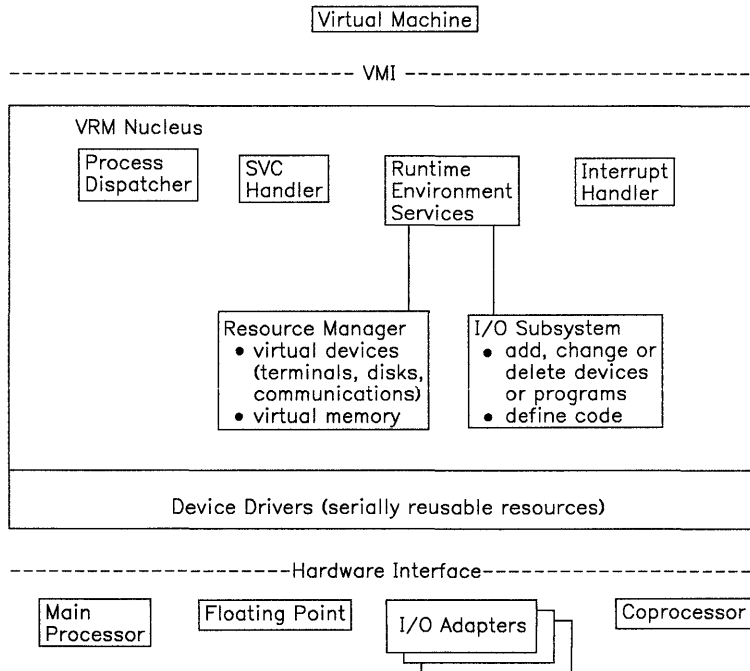 Virtual Machine
VMI
VRM Nucleus
Process
Dispatcher
SVC
Handler
Runtime
Environment
Services
Interrupt
Handler
Resource Manager
• virtual devices
(terminals, disks,
communications)
• virtual memory
I/O Subsystem
• add, change or
delete devices
or programs
• define code
Device Drivers (serially reusable resources)
Hardware Interface
Main
Processor
Floating Point
I/O Adapters
Coprocessor